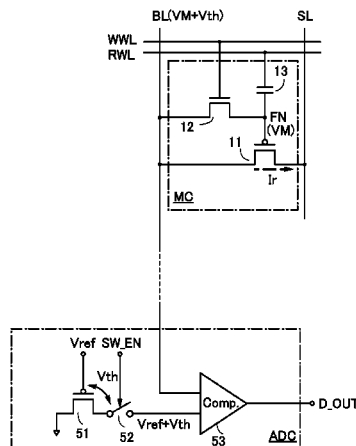 BL(VM+Vth) SL
WWL
RWL
13
12
FN
(VM)
11
Ir
MC
Vref SW_EN
Vth
Comp.
D_OUT
51
52
Vref+Vth
53
ADC